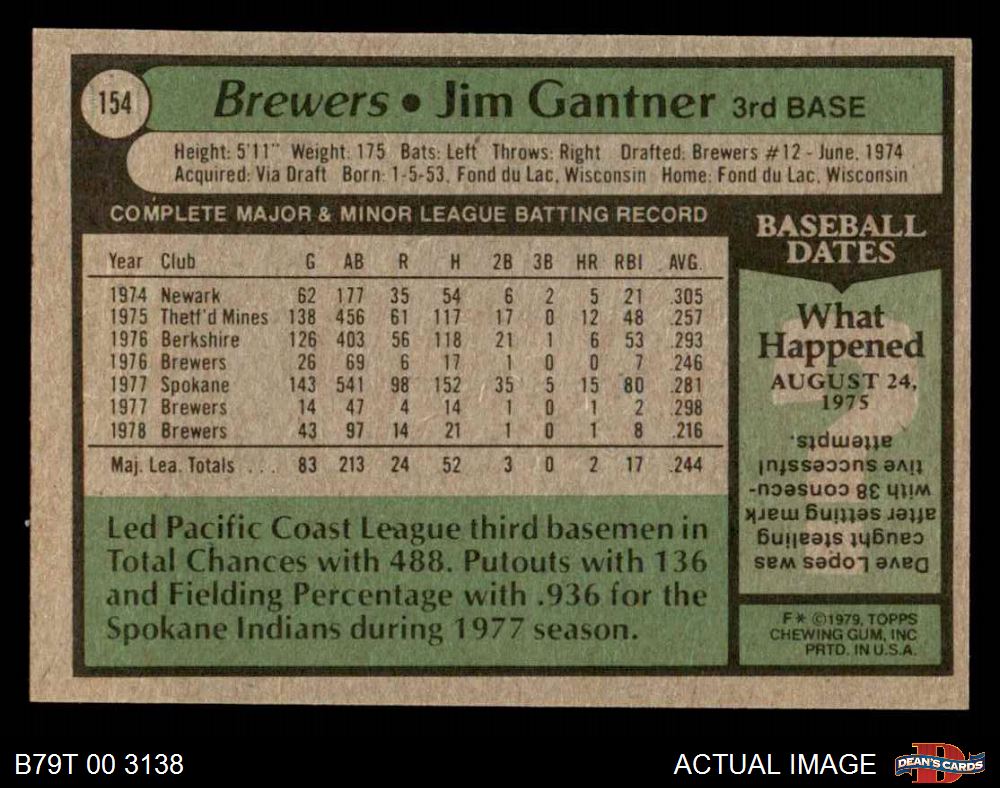 154
Brewers • Jim Gantner 3rd BASE
Height: 5'11" Weight: 175 Bats: Left Throws: Right Drafted: Brewers #12 - June, 1974
Acquired: Via Draft Born: 1-5-53, Fond du Lac, Wisconsin Home: Fond du Lac, Wisconsin
COMPLETE MAJOR & MINOR LEAGUE BATTING RECORD
Year Club G AB R H 2B 3B HR RBI AVG.
1974 Newark 62 177 35 54 6 2 5 21 .305
1975 Thetf'd Mines 138 456 61 117 17 0 12 48 .257
1976 Berkshire 126 403 56 118 21 1 6 53 .293
1976 Brewers 26 69 6 17 1 0 0 7 .246
1977 Spokane 143 541 98 152 35 5 15 80 .281
1977 Brewers 14 47 4 14 1 0 1 2 .298
1978 Brewers 43 97 14 21 1 0 1 8 .216
Maj. Lea. Totals ... 83 213 24 52 3 0 2 17 .244
Led Pacific Coast League third basemen in
Total Chances with 488. Putouts with 136
and Fielding Percentage with .936 for the
Spokane Indians during 1977 season.
BASEBALL
DATES
What
Happened
AUGUST 24,
1975
Dave Lopes was
caught stealing
after setting mark
with 38 consecu-
tive successful
attempts.
F* ©1979, TOPPS
CHEWING GUM, INC
PRTD. IN U.S.A.
B79T 00 3138
ACTUAL IMAGE
DEAN'S CARDS